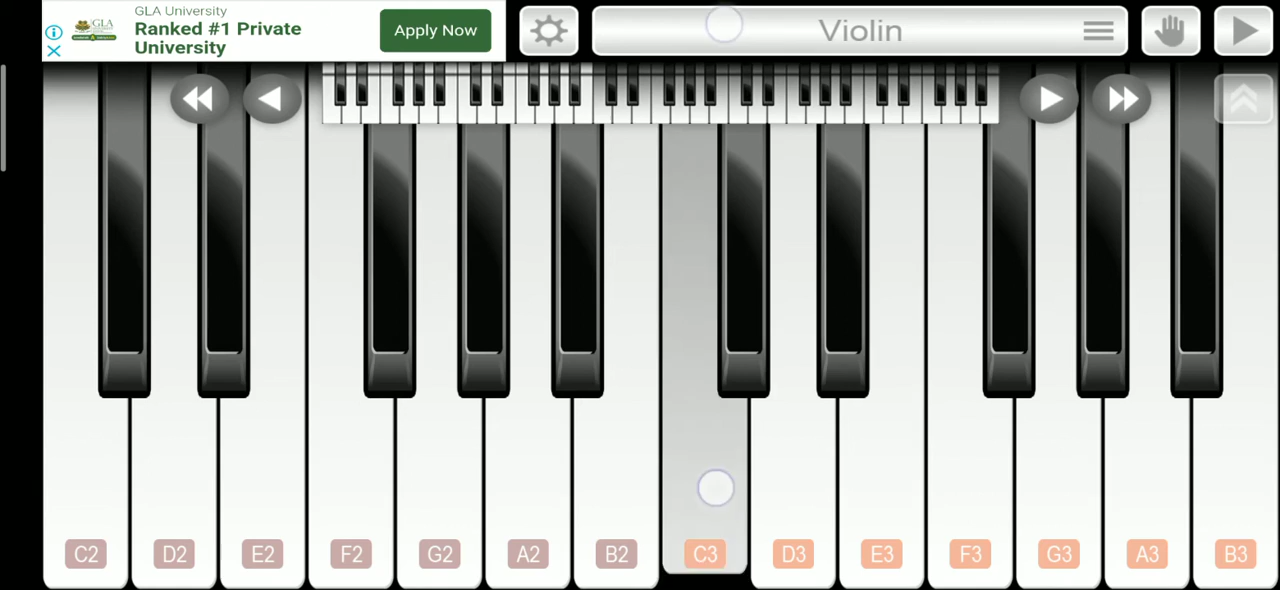 GLA University
Ranked #1 Private
University
Apply Now
GLA
Violin
C2 D2 E2 F2 G2 A2 B2 C3 D3 E3 F3 G3 A3 B3